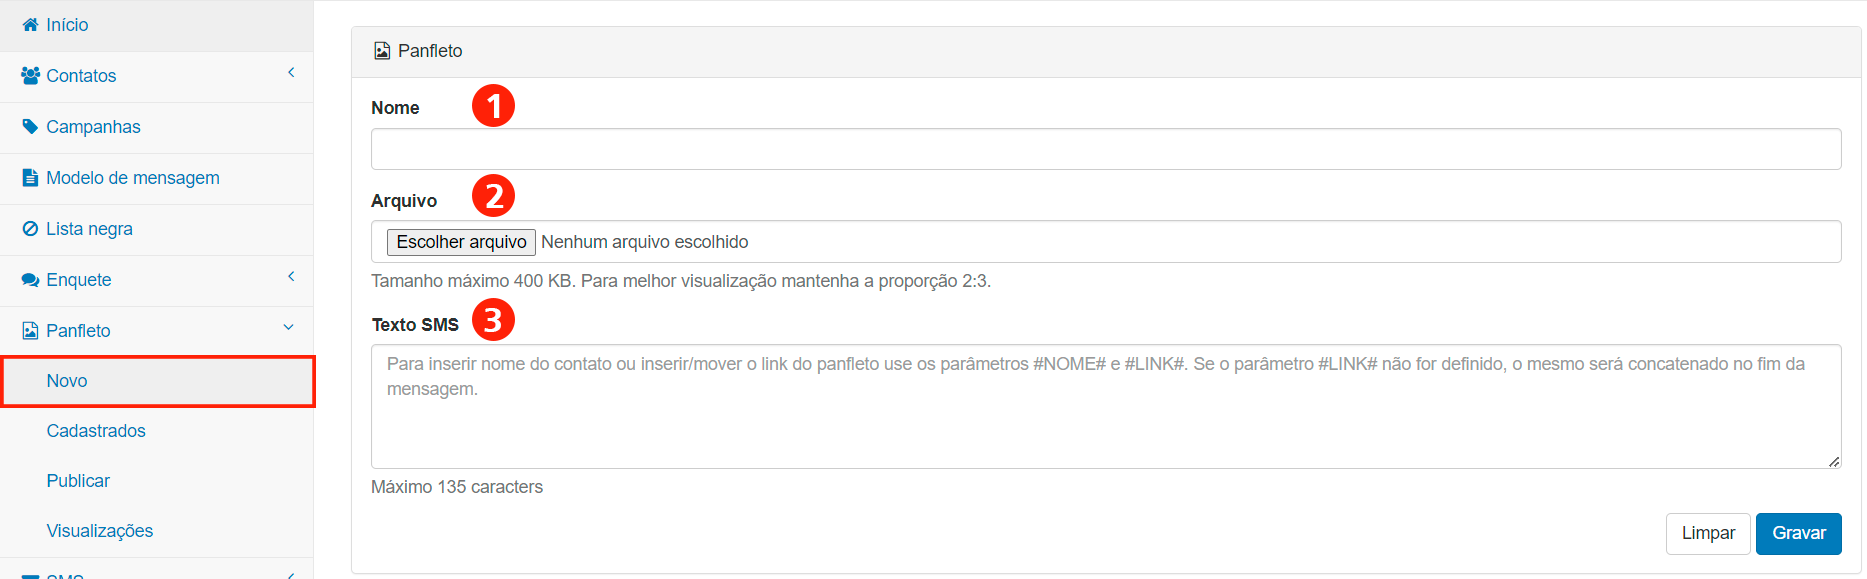 Início
Contatos
Campanhas
Modelo de mensagem
Lista negra
Enquete
Panfleto
Novo
Cadastrados
Publicar
Visualizações
SMS
Panfleto
Nome 1
Arquivo 2
Escolher arquivo Nenhum arquivo escolhido
Tamanho máximo 400 KB. Para melhor visualização mantenha a proporção 2:3.
Texto SMS 3
Para inserir nome do contato ou inserir/mover o link do panfleto use os parâmetros #NOME# e #LINK#. Se o parâmetro #LINK# não for definido, o mesmo será concatenado no fim da
mensagem.
Máximo 135 caracters
Limpar Gravar